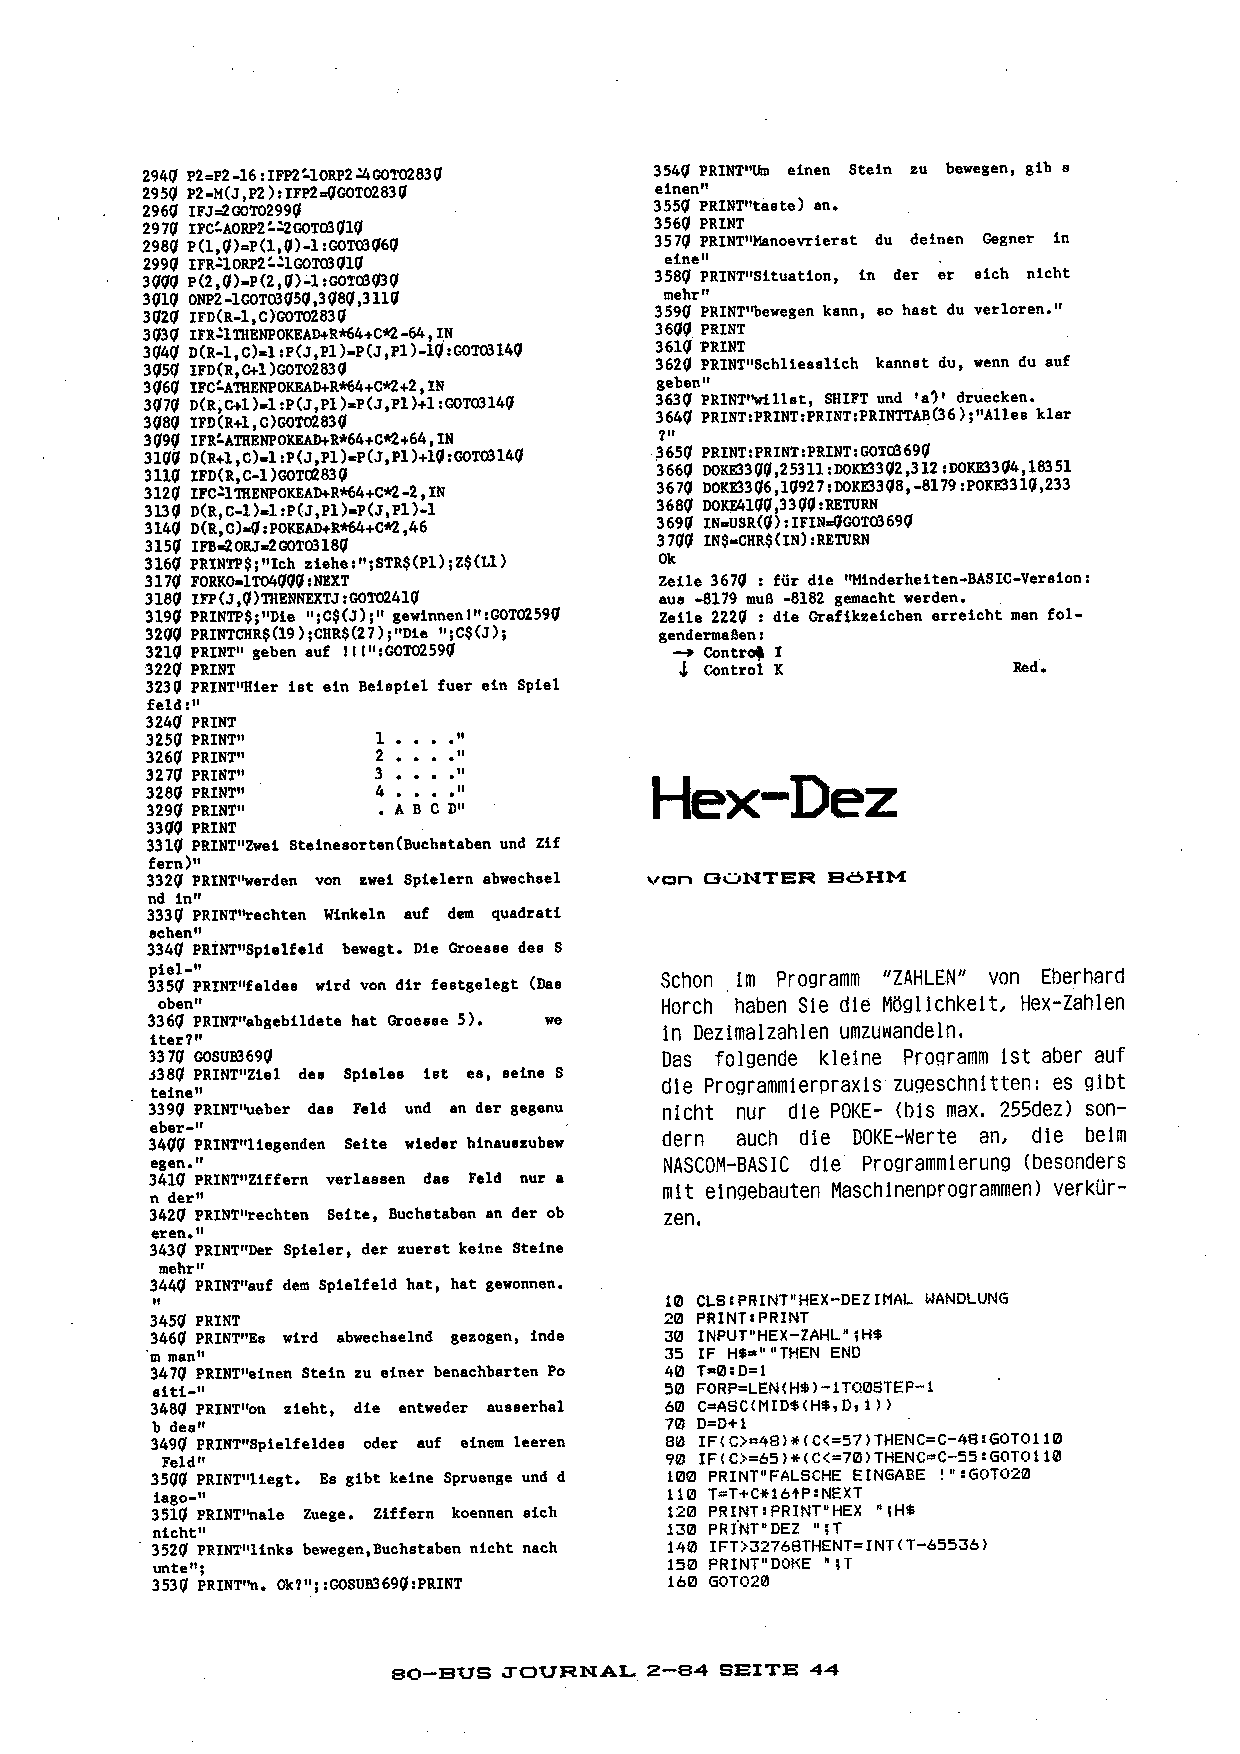 2940 P2=P2-16:IFP2<-1ORP2>4GOTO2830
2950 P2=M(J,P2):IFP2=0GOTO2830
2960 IFJ=2GOTO2990
2970 IFC<AORP2<>2GOTO3010
2980 P(1,0)=P(1,0)-1:GOTO3060
2990 IFR>1ORP2<>1GOTO3010
3000 P(2,0)=P(2,0)-1:GOTO3030
3010 ONP2-1GOTO3050,3080,3110
3020 IFD(R-1,C)GOTO2830
3030 IFR>1THENPOKEAD+R*64+C*2-64,IN
3040 D(R-1,C)=1:P(J,P1)=P(J,P1)-10:GOTO3140
3050 IFD(R,C+1)GOTO2830
3060 IFC<ATHENPOKEAD+R*64+C*2+2,IN
3070 D(R,C+1)=1:P(J,P1)=P(J,P1)+1:GOTO3140
3080 IFD(R+1,C)GOTO2830
3090 IFR<ATHENPOKEAD+R*64+C*2+64,IN
3100 D(R+1,C)=1:P(J,P1)=P(J,P1)+10:GOTO3140
3110 IFD(R,C-1)GOTO2830
3120 IFC>1THENPOKEAD+R*64+C*2-2,IN
3130 D(R,C-1)=1:P(J,P1)=P(J,P1)-1
3140 D(R,C)=0:POKEAD+R*64+C*2,46
3150 IFB=2ORJ=2GOTO3180
3160 PRINTP$;"Ich ziehe:";STR$(P1);Z$(L1)
3170 FORKO=1TO4000:NEXT
3180 IFP(J,0)THENNEXTJ:GOTO2410
3190 PRINTP$;"Die ";C$(J);" gewinnen!":GOTO2590
3200 PRINTCHR$(19);CHR$(27);"Die ";C$(J);
3210 PRINT" geben auf !!!":GOTO2590
3220 PRINT
3230 PRINT"Hier ist ein Beispiel fuer ein Spiel
feld:"
3240 PRINT
3250 PRINT" 1 . . . ."
3260 PRINT" 2 . . . ."
3270 PRINT" 3 . . . ."
3280 PRINT" 4 . . . ."
3290 PRINT" . A B C D"
3300 PRINT
3310 PRINT"Zwei Steinesorten(Buchstaben und Zif
fern)"
3320 PRINT"werden von zwei Spielern abwechsel
nd in"
3330 PRINT"rechten Winkeln auf dem quadrati
schen"
3340 PRINT"Spielfeld bewegt. Die Groesse des S
piel-"
3350 PRINT"feldes wird von dir festgelegt (Das
oben"
3360 PRINT"abgebildete hat Groesse 5). we
iter?"
3370 GOSUB3690
3380 PRINT"Ziel des Spieles ist es, seine S
teine"
3390 PRINT"ueber das Feld und an der gegenu
eber-"
3400 PRINT"liegenden Seite wieder hinauszubew
egen."
3410 PRINT"Ziffern verlassen das Feld nur a
n der"
3420 PRINT"rechten Seite, Buchstaben an der ob
eren."
3430 PRINT"Der Spieler, der zuerst keine Steine
mehr"
3440 PRINT"auf dem Spielfeld hat, hat gewonnen.
"
3450 PRINT
3460 PRINT"Es wird abwechselnd gezogen, inde
m man"
3470 PRINT"einen Stein zu einer benachbarten Po
siti-"
3480 PRINT"on zieht, die entweder ausserhal
b des"
3490 PRINT"Spielfeldes oder auf einem leeren
Feld"
3500 PRINT"liegt. Es gibt keine Spruenge und d
iago-"
3510 PRINT"nale Zuege. Ziffern koennen sich
nicht"
3520 PRINT"links bewegen,Buchstaben nicht nach
unte";
3530 PRINT"n. Ok?";:GOSUB3690:PRINT
3540 PRINT"Um einen Stein zu bewegen, gib s
einen"
3550 PRINT"taste) an.
3560 PRINT
3570 PRINT"Manoevrierst du deinen Gegner in
eine"
3580 PRINT"Situation, in der er sich nicht
mehr"
3590 PRINT"bewegen kann, so hast du verloren."
3600 PRINT
3610 PRINT
3620 PRINT"Schliesslich kannst du, wenn du auf
geben"
3630 PRINT"willst, SHIFT und 'a)' druecken.
3640 PRINT:PRINT:PRINT:PRINTTAB(36);"Alles klar
?"
3650 PRINT:PRINT:PRINT:GOTO3690
3660 DOKE3300,25311:DOKE3302,312:DOKE3304,18351
3670 DOKE3306,10927:DOKE3308,-8179:POKE3310,233
3680 DOKE4100,3300:RETURN
3690 IN=USR(0):IFIN=0GOTO3690
3700 IN$=CHR$(IN):RETURN
Ok
Zeile 3670 : für die "Minderheiten-BASIC-Version:
aus -8179 muß -8182 gemacht werden.
Zeile 2220 : die Grafikzeichen erreicht man fol-
gendermaßen:
→ Control I
↓ Control K Red.
Hex-Dez
von GÜNTER BÖHM
Schon im Programm "ZAHLEN" von Eberhard
Horch haben Sie die Möglichkeit, Hex-Zahlen
in Dezimalzahlen umzuwandeln.
Das folgende kleine Programm ist aber auf
die Programmierpraxis zugeschnitten: es gibt
nicht nur die POKE- (bis max. 255dez) son-
dern auch die DOKE-Werte an, die beim
NASCOM-BASIC die Programmierung (besonders
mit eingebauten Maschinenprogrammen) verkür-
zen.
10 CLS:PRINT"HEX-DEZIMAL WANDLUNG
20 PRINT:PRINT
30 INPUT"HEX-ZAHL";H$
35 IF H$=""THEN END
40 T=0:D=1
50 FORP=LEN(H$)-1TO0STEP-1
60 C=ASC(MID$(H$,D,1))
70 D=D+1
80 IF(C>=48)*(C<=57)THENC=C-48:GOTO110
90 IF(C>=65)*(C<=70)THENC=C-55:GOTO110
100 PRINT"FALSCHE EINGABE !":GOTO20
110 T=T+C*16↑P:NEXT
120 PRINT:PRINT"HEX ";H$
130 PRINT"DEZ ";T
140 IFT>32768THENT=INT(T-65536)
150 PRINT"DOKE ";T
160 GOTO20
80-BUS JOURNAL 2-84 SEITE 44